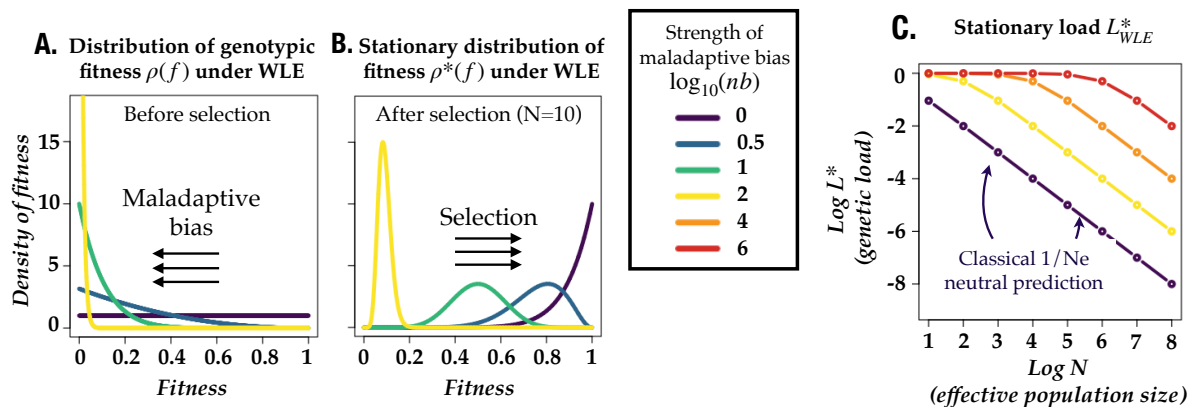 A. Distribution of genotypic
fitness ρ(f) under WLE
Before selection
Maladaptive
bias
Density of fitness
15
10
5
0
0 0.2 0.4 0.6 0.8 1
Fitness
B. Stationary distribution of
fitness ρ*(f) under WLE
After selection (N=10)
Selection
0 0.2 0.4 0.6 0.8 1
Fitness
Strength of
maladaptive bias
log₁₀(nb)
0
0.5
1
2
4
6
C. Stationary load L*WLE
Log L*
(genetic load)
0
-2
-4
-6
-8
Classical 1/Ne
neutral prediction
1 2 3 4 5 6 7 8
Log N
(effective population size)